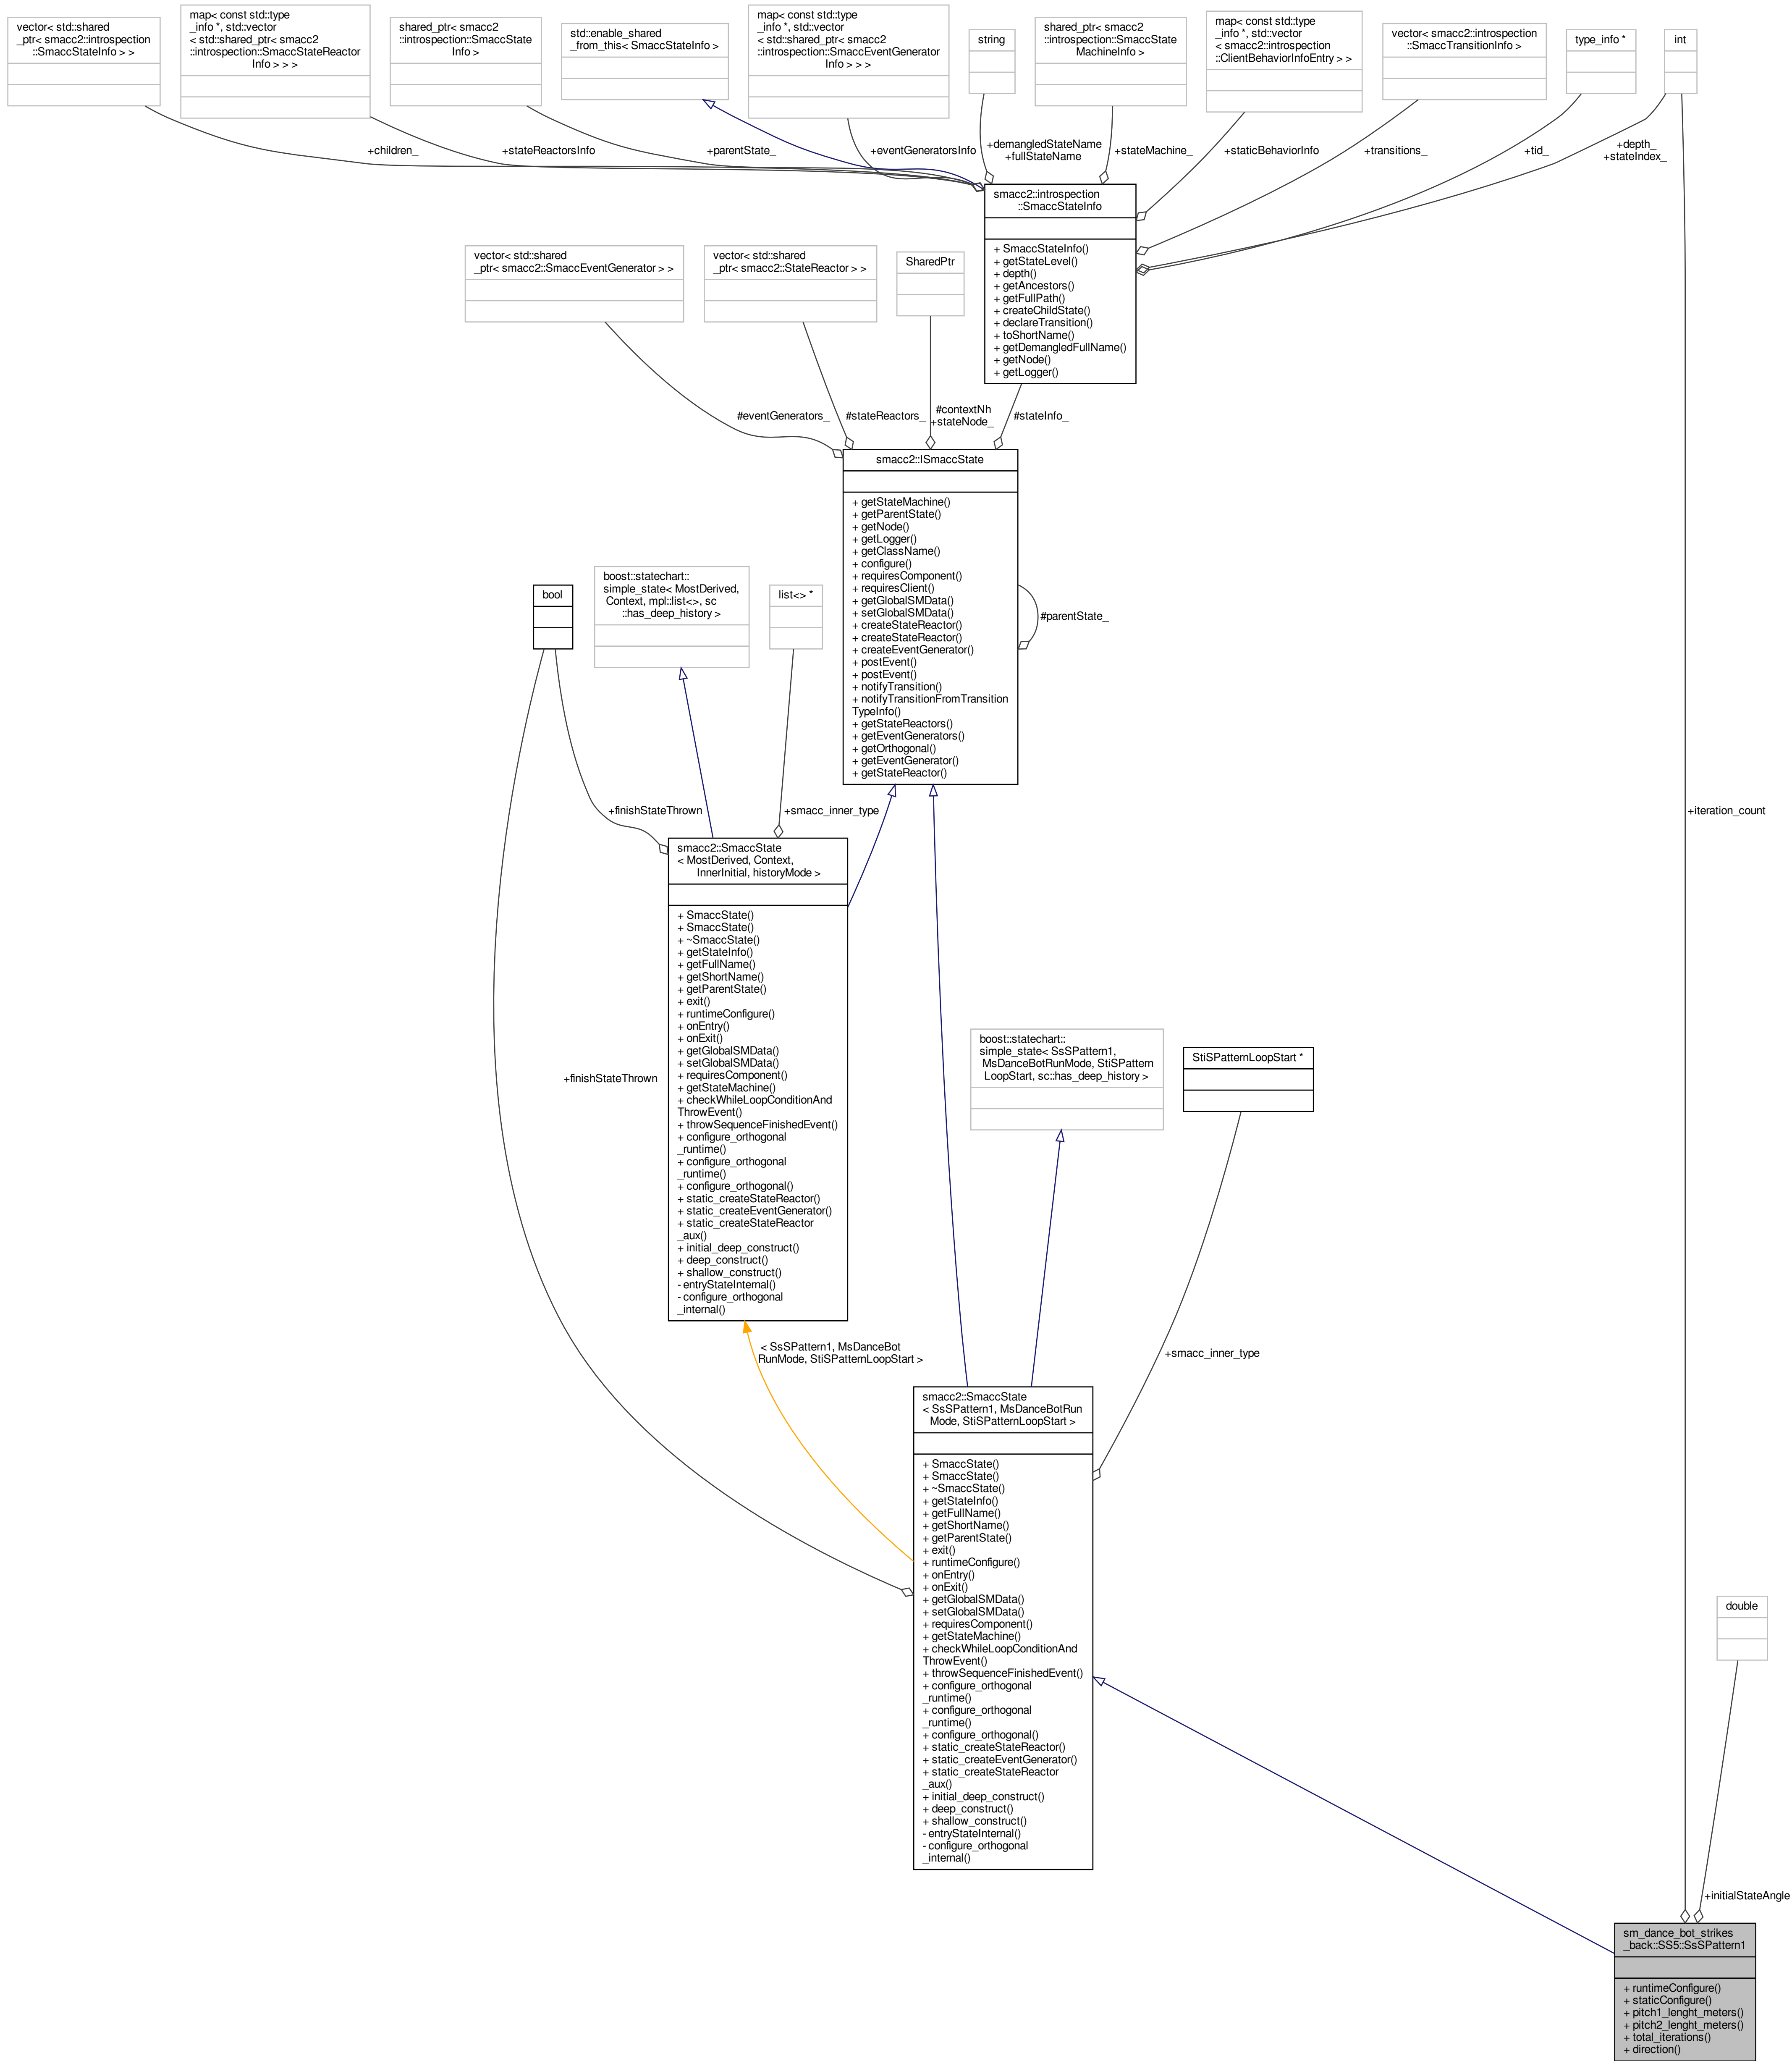 vector< std::shared
_ptr< smacc2::introspection
::SmaccStateInfo > >
map< const std::type
_info *, std::vector
< std::shared_ptr< smacc2
::introspection::SmaccStateReactor
Info > > >
shared_ptr< smacc2
::introspection::SmaccState
Info >
std::enable_shared
_from_this< SmaccStateInfo >
map< const std::type
_info *, std::vector
< std::shared_ptr< smacc2
::introspection::SmaccEventGenerator
Info > > >
string
shared_ptr< smacc2
::introspection::SmaccState
MachineInfo >
map< const std::type
_info *, std::vector
< smacc2::introspection
::ClientBehaviorInfoEntry > >
vector< smacc2::introspection
::SmaccTransitionInfo >
type_info *
int
+children_
+stateReactorsInfo
+parentState_
+eventGeneratorsInfo
+demangledStateName
+fullStateName
+stateMachine_
+staticBehaviorInfo
+transitions_
+tid_
+depth_
+stateIndex_
smacc2::introspection
::SmaccStateInfo
+ SmaccStateInfo()
+ getStateLevel()
+ depth()
+ getAncestors()
+ getFullPath()
+ createChildState()
+ declareTransition()
+ toShortName()
+ getDemangledFullName()
+ getNode()
+ getLogger()
vector< std::shared
_ptr< smacc2::SmaccEventGenerator > >
vector< std::shared
_ptr< smacc2::StateReactor > >
SharedPtr
#eventGenerators_
#stateReactors_
#contextNh
+stateNode_
#stateInfo_
smacc2::ISmaccState
+ getStateMachine()
+ getParentState()
+ getNode()
+ getLogger()
+ getClassName()
+ configure()
+ requiresComponent()
+ requiresClient()
+ getGlobalSMData()
+ setGlobalSMData()
+ createStateReactor()
+ createStateReactor()
+ createEventGenerator()
+ postEvent()
+ postEvent()
+ notifyTransition()
+ notifyTransitionFromTransition
TypeInfo()
+ getStateReactors()
+ getEventGenerators()
+ getOrthogonal()
+ getEventGenerator()
+ getStateReactor()
#parentState_
bool
boost::statechart::
simple_state< MostDerived,
Context, mpl::list<>, sc
::has_deep_history >
list<> *
+finishStateThrown
+smacc_inner_type
+iteration_count
smacc2::SmaccState
< MostDerived, Context,
InnerInitial, historyMode >
+ SmaccState()
+ SmaccState()
+ ~SmaccState()
+ getStateInfo()
+ getFullName()
+ getShortName()
+ getParentState()
+ exit()
+ runtimeConfigure()
+ onEntry()
+ onExit()
+ getGlobalSMData()
+ setGlobalSMData()
+ requiresComponent()
+ getStateMachine()
+ checkWhileLoopConditionAnd
ThrowEvent()
+ throwSequenceFinishedEvent()
+ configure_orthogonal
_runtime()
+ configure_orthogonal
_runtime()
+ configure_orthogonal()
+ static_createStateReactor()
+ static_createEventGenerator()
+ static_createStateReactor
_aux()
+ initial_deep_construct()
+ deep_construct()
+ shallow_construct()
- entryStateInternal()
- configure_orthogonal
_internal()
+finishStateThrown
boost::statechart::
simple_state< SsSPattern1,
MsDanceBotRunMode, StiSPattern
LoopStart, sc::has_deep_history >
StiSPatternLoopStart *
< SsSPattern1, MsDanceBot
RunMode, StiSPatternLoopStart >
+smacc_inner_type
smacc2::SmaccState
< SsSPattern1, MsDanceBotRun
Mode, StiSPatternLoopStart >
+ SmaccState()
+ SmaccState()
+ ~SmaccState()
+ getStateInfo()
+ getFullName()
+ getShortName()
+ getParentState()
+ exit()
+ runtimeConfigure()
+ onEntry()
+ onExit()
+ getGlobalSMData()
+ setGlobalSMData()
+ requiresComponent()
+ getStateMachine()
+ checkWhileLoopConditionAnd
ThrowEvent()
+ throwSequenceFinishedEvent()
+ configure_orthogonal
_runtime()
+ configure_orthogonal
_runtime()
+ configure_orthogonal()
+ static_createStateReactor()
+ static_createEventGenerator()
+ static_createStateReactor
_aux()
+ initial_deep_construct()
+ deep_construct()
+ shallow_construct()
- entryStateInternal()
- configure_orthogonal
_internal()
double
+initialStateAngle
sm_dance_bot_strikes
_back::SS5::SsSPattern1
+ runtimeConfigure()
+ staticConfigure()
+ pitch1_lenght_meters()
+ pitch2_lenght_meters()
+ total_iterations()
+ direction()